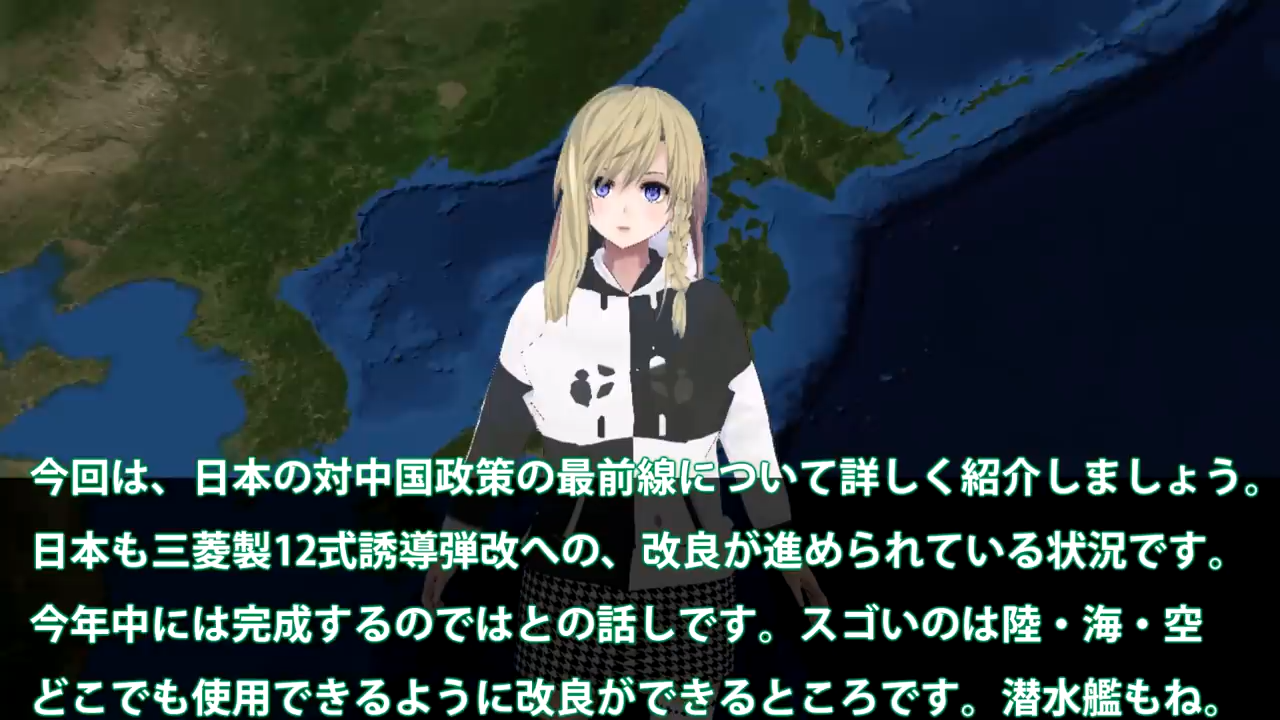 今回は、日本の対中国政策の最前線について詳しく紹介しましょう。
日本も三菱製12式誘導弾改への、改良が進められている状況です。
今年中には完成するのではとの話しです。スゴいのは陸・海・空
どこでも使用できるように改良ができるところです。潜水艦もね。